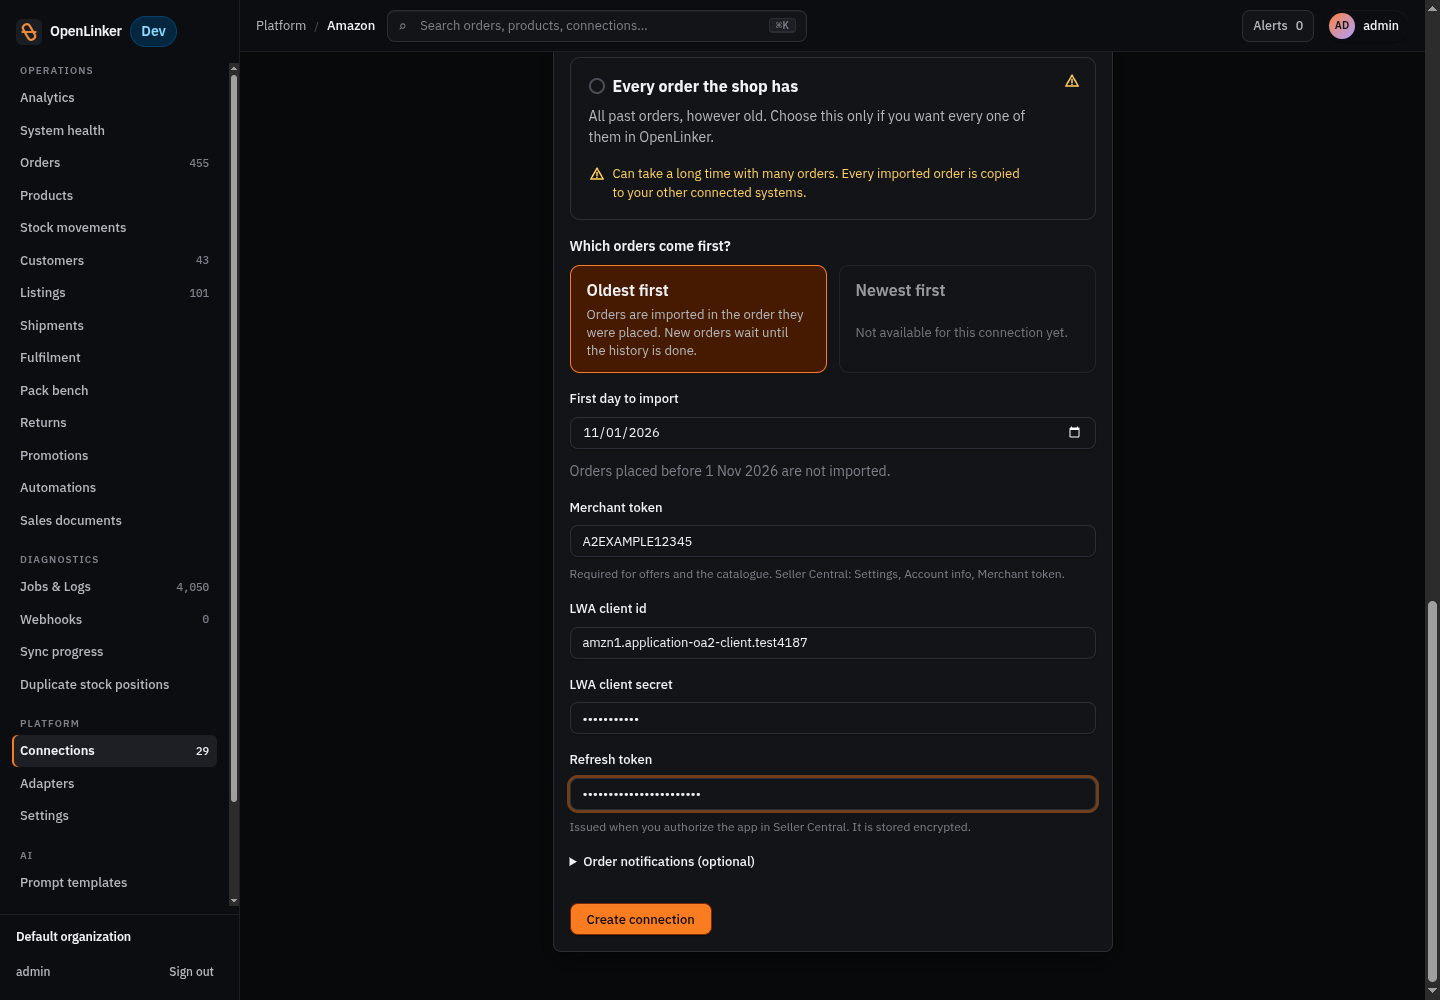 OpenLinker
Dev
OPERATIONS
Analytics
System health
Orders 455
Products
Stock movements
Customers 43
Listings 101
Shipments
Fulfilment
Pack bench
Returns
Promotions
Automations
Sales documents
DIAGNOSTICS
Jobs & Logs 4,050
Webhooks 0
Sync progress
Duplicate stock positions
PLATFORM
Connections 29
Adapters
Settings
AI
Prompt templates
Default organization
admin Sign out
Platform / Amazon
Search orders, products, connections... ⌘K
Alerts 0
AD admin
Every order the shop has
All past orders, however old. Choose this only if you want every one of
them in OpenLinker.
Can take a long time with many orders. Every imported order is copied
to your other connected systems.
Which orders come first?
Oldest first
Orders are imported in the order they
were placed. New orders wait until
the history is done.
Newest first
Not available for this connection yet.
First day to import
11/01/2026
Orders placed before 1 Nov 2026 are not imported.
Merchant token
A2EXAMPLE12345
Required for offers and the catalogue. Seller Central: Settings, Account info, Merchant token.
LWA client id
amzn1.application-oa2-client.test4187
LWA client secret
•••••••••••
Refresh token
•••••••••••••••••••••••
Issued when you authorize the app in Seller Central. It is stored encrypted.
Order notifications (optional)
Create connection